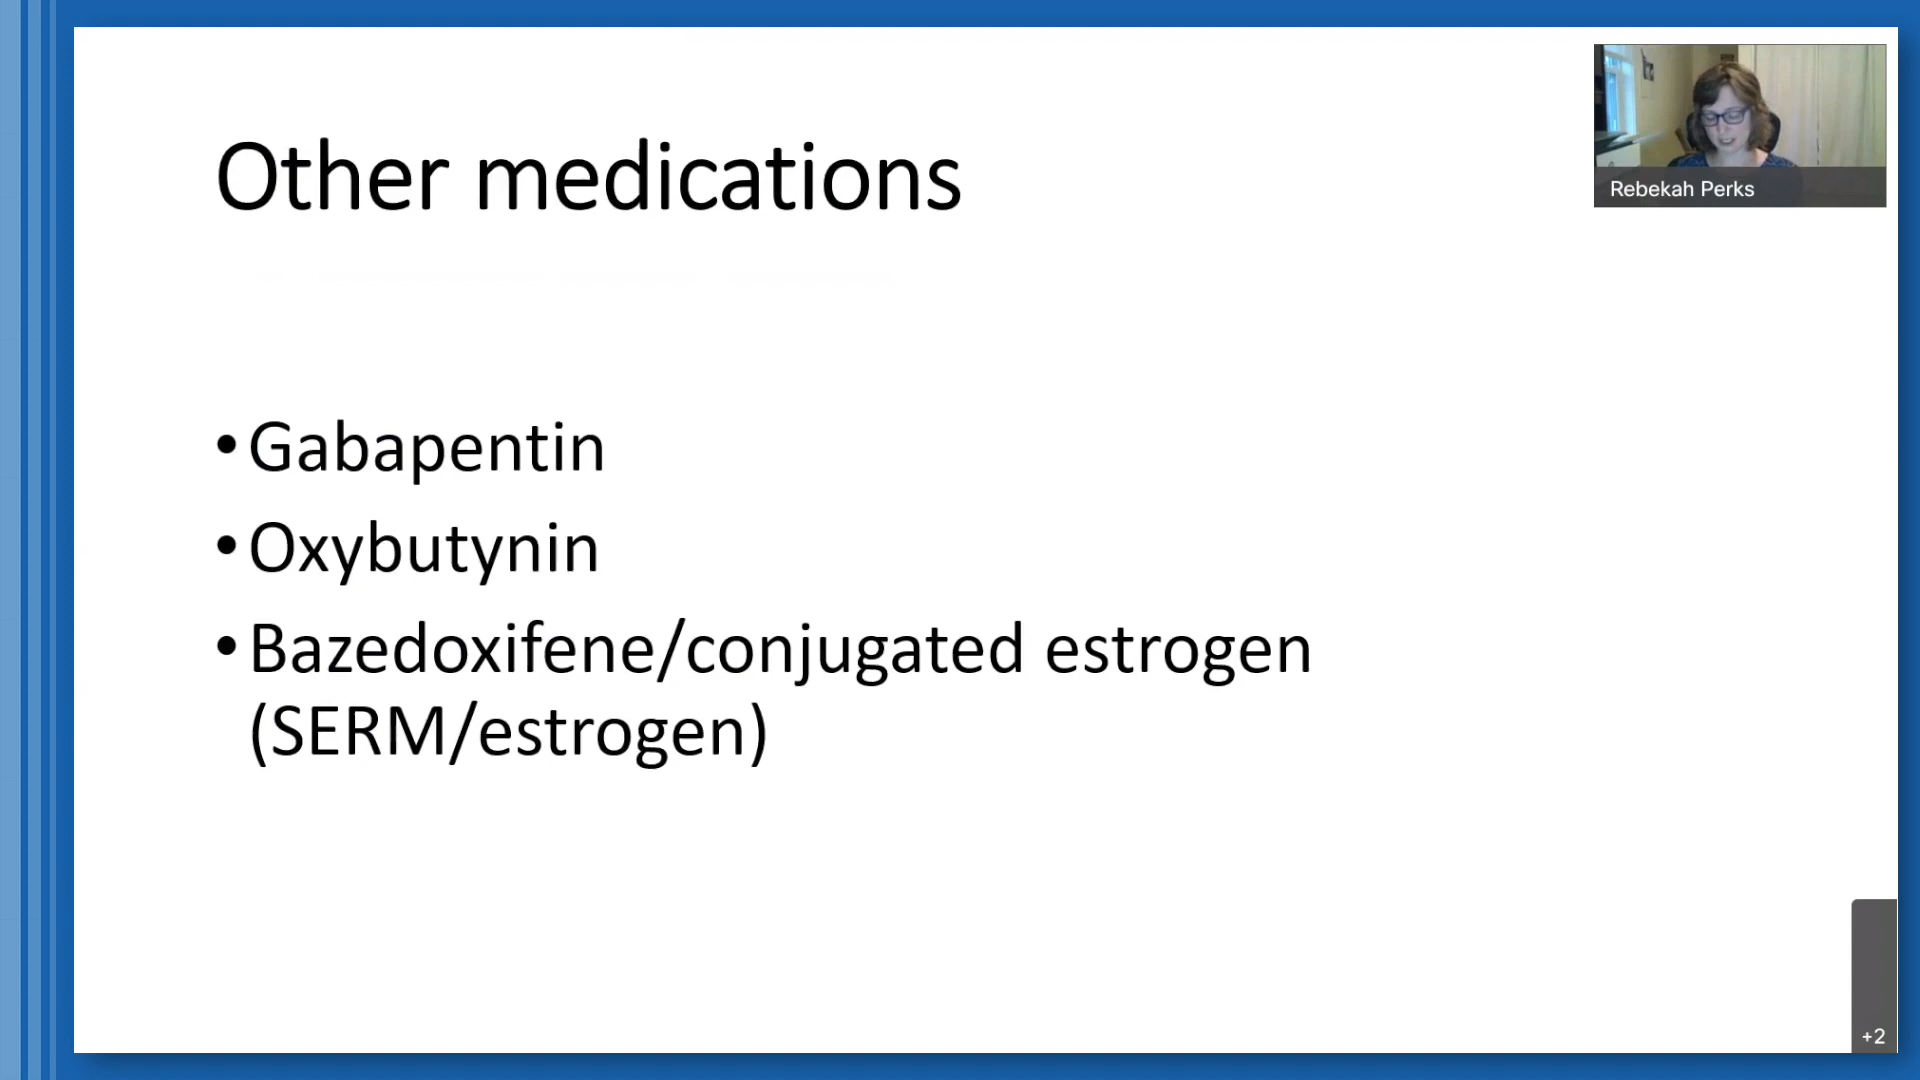 Other medications
Rebekah Perks
•Gabapentin
•Oxybutynin
•Bazedoxifene/conjugated estrogen
(SERM/estrogen)
+2